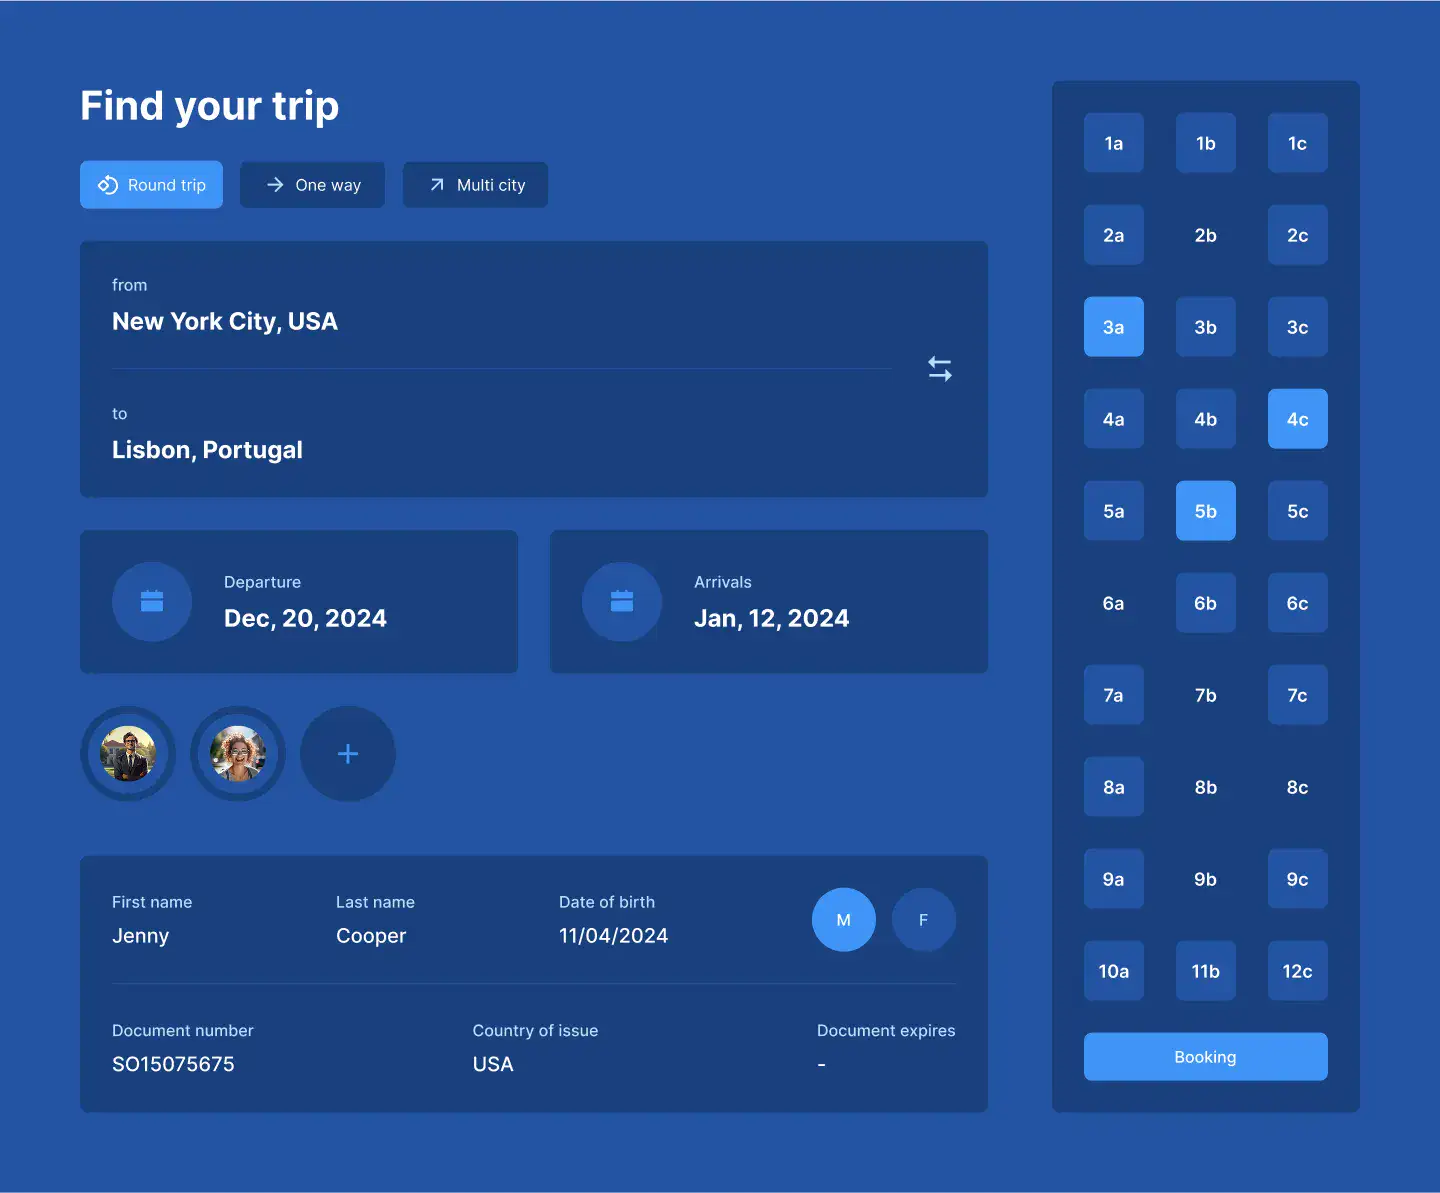 Find your trip
Round trip
One way
Multi city
from
New York City, USA
to
Lisbon, Portugal
Departure
Dec, 20, 2024
Arrivals
Jan, 12, 2024
First name
Last name
Date of birth
Jenny
Cooper
11/04/2024
M
F
Document number
Country of issue
Document expires
SO15075675
USA
-
1a 1b 1c
2a 2b 2c
3a 3b 3c
4a 4b 4c
5a 5b 5c
6a 6b 6c
7a 7b 7c
8a 8b 8c
9a 9b 9c
10a 11b 12c
Booking